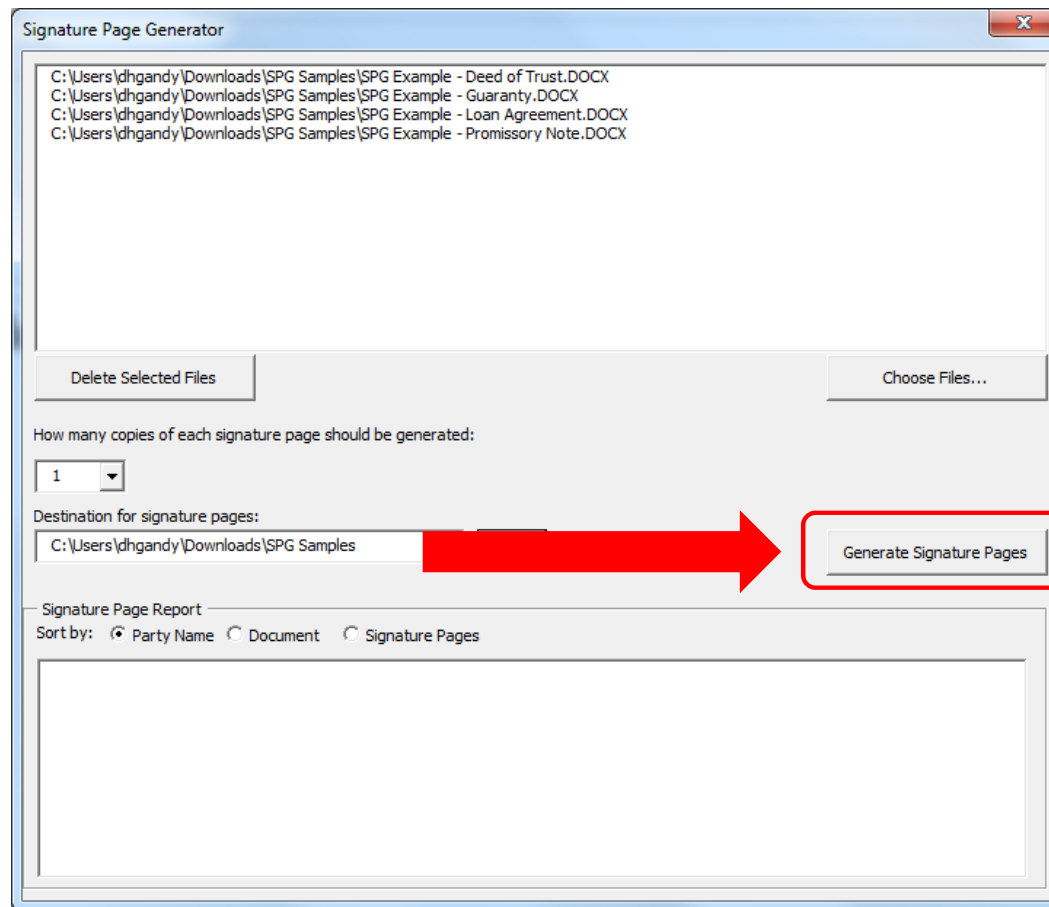 Signature Page Generator
C:\Users\dhgandy\Downloads\SPG Samples\SPG Example - Deed of Trust.DOCX
C:\Users\dhgandy\Downloads\SPG Samples\SPG Example - Guaranty.DOCX
C:\Users\dhgandy\Downloads\SPG Samples\SPG Example - Loan Agreement.DOCX
C:\Users\dhgandy\Downloads\SPG Samples\SPG Example - Promissory Note.DOCX
Delete Selected Files Choose Files...
How many copies of each signature page should be generated:
1
Destination for signature pages:
C:\Users\dhgandy\Downloads\SPG Samples Generate Signature Pages
Signature Page Report
Sort by: Party Name Document Signature Pages